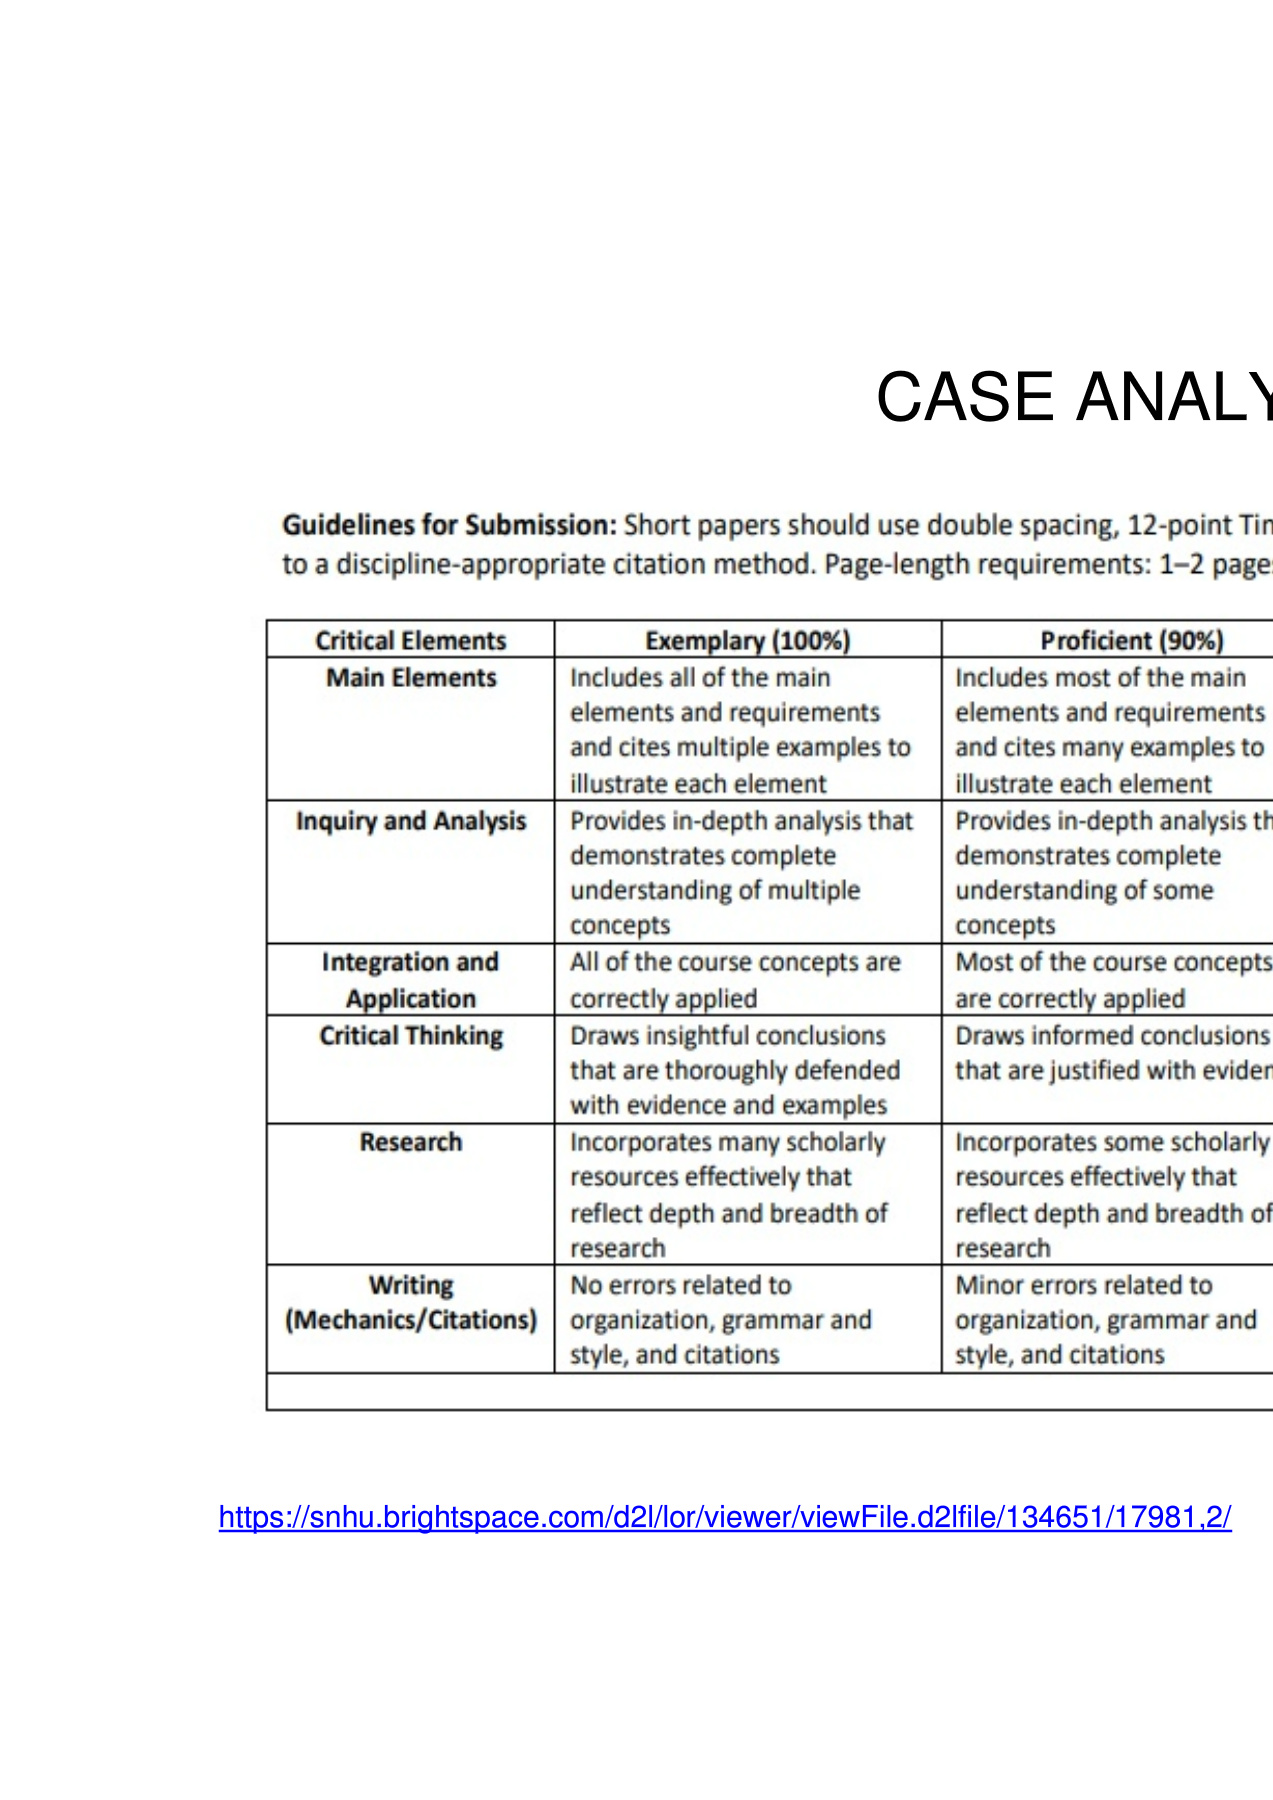 CASE ANALY
Guidelines for Submission: Short papers should use double spacing, 12-point Tim
to a discipline-appropriate citation method. Page-length requirements: 1–2 page
Critical Elements Exemplary (100%) Proficient (90%)
Main Elements Includes all of the main Includes most of the main
elements and requirements elements and requirements
and cites multiple examples to and cites many examples to
illustrate each element illustrate each element
Inquiry and Analysis Provides in-depth analysis that Provides in-depth analysis th
demonstrates complete demonstrates complete
understanding of multiple understanding of some
concepts concepts
Integration and All of the course concepts are Most of the course concepts
Application correctly applied are correctly applied
Critical Thinking Draws insightful conclusions Draws informed conclusions
that are thoroughly defended that are justified with eviden
with evidence and examples
Research Incorporates many scholarly Incorporates some scholarly
resources effectively that resources effectively that
reflect depth and breadth of reflect depth and breadth of
research research
Writing No errors related to Minor errors related to
(Mechanics/Citations) organization, grammar and organization, grammar and
style, and citations style, and citations
https://snhu.brightspace.com/d2l/lor/viewer/viewFile.d2lfile/134651/17981,2/